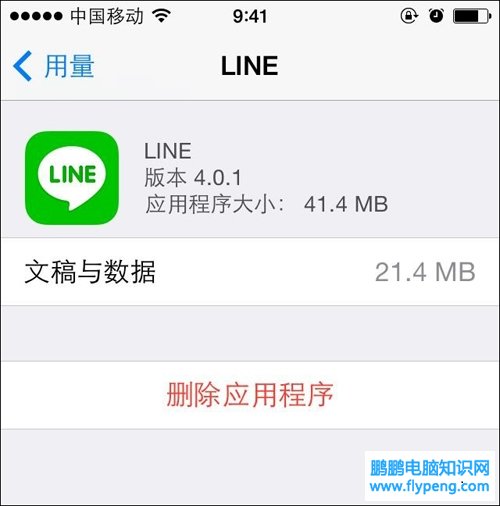 中国移动 9:41
用量 LINE
LINE
LINE
版本 4.0.1
应用程序大小： 41.4 MB
文稿与数据 21.4 MB
删除应用程序
鹏鹏电脑知识网
www.flypeng.com